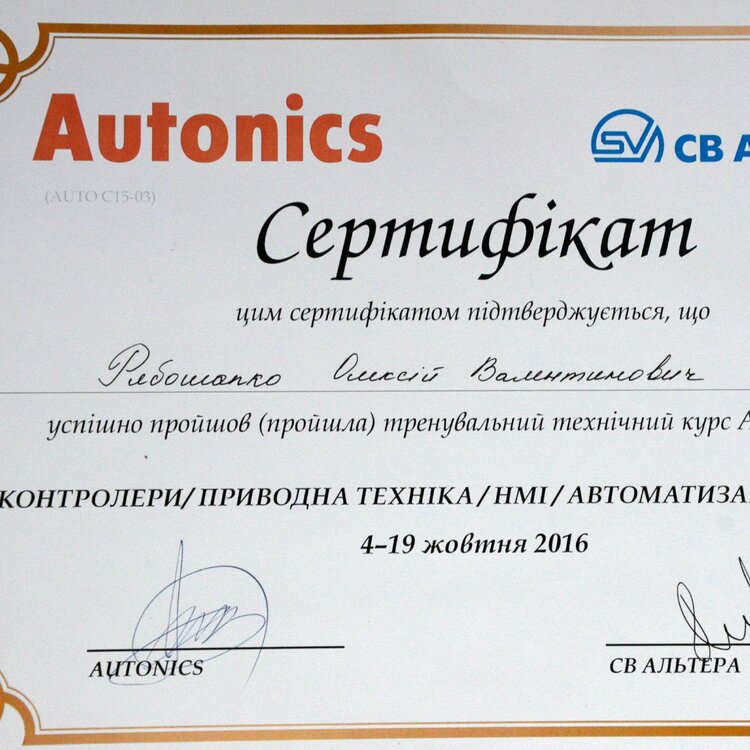 Autonics
SV СВ А
(AUTO C15-03)
Сертифікат
цим сертифікатом підтверджується, що
Рябошапко Олексій Валентинович
успішно пройшов (пройшла) тренувальний технічний курс А
КОНТРОЛЕРИ/ ПРИВОДНА ТЕХНІКА / HMI / АВТОМАТИЗА
4–19 жовтня 2016
AUTONICS
СВ АЛЬТЕРА